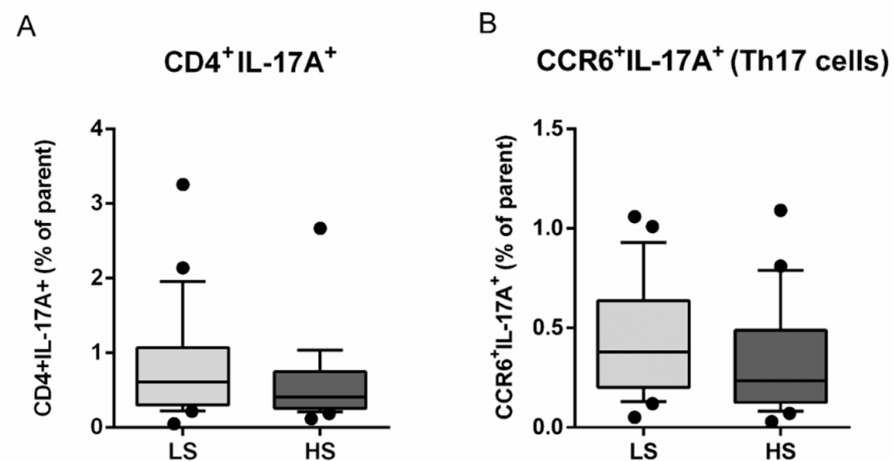 A
CD4⁺IL-17A⁺
CD4+IL-17A+ (% of parent)
4
3
2
1
0
LS HS
B
CCR6⁺IL-17A⁺ (Th17 cells)
CCR6⁺IL-17A⁺ (% of parent)
1.5
1.0
0.5
0.0
LS HS